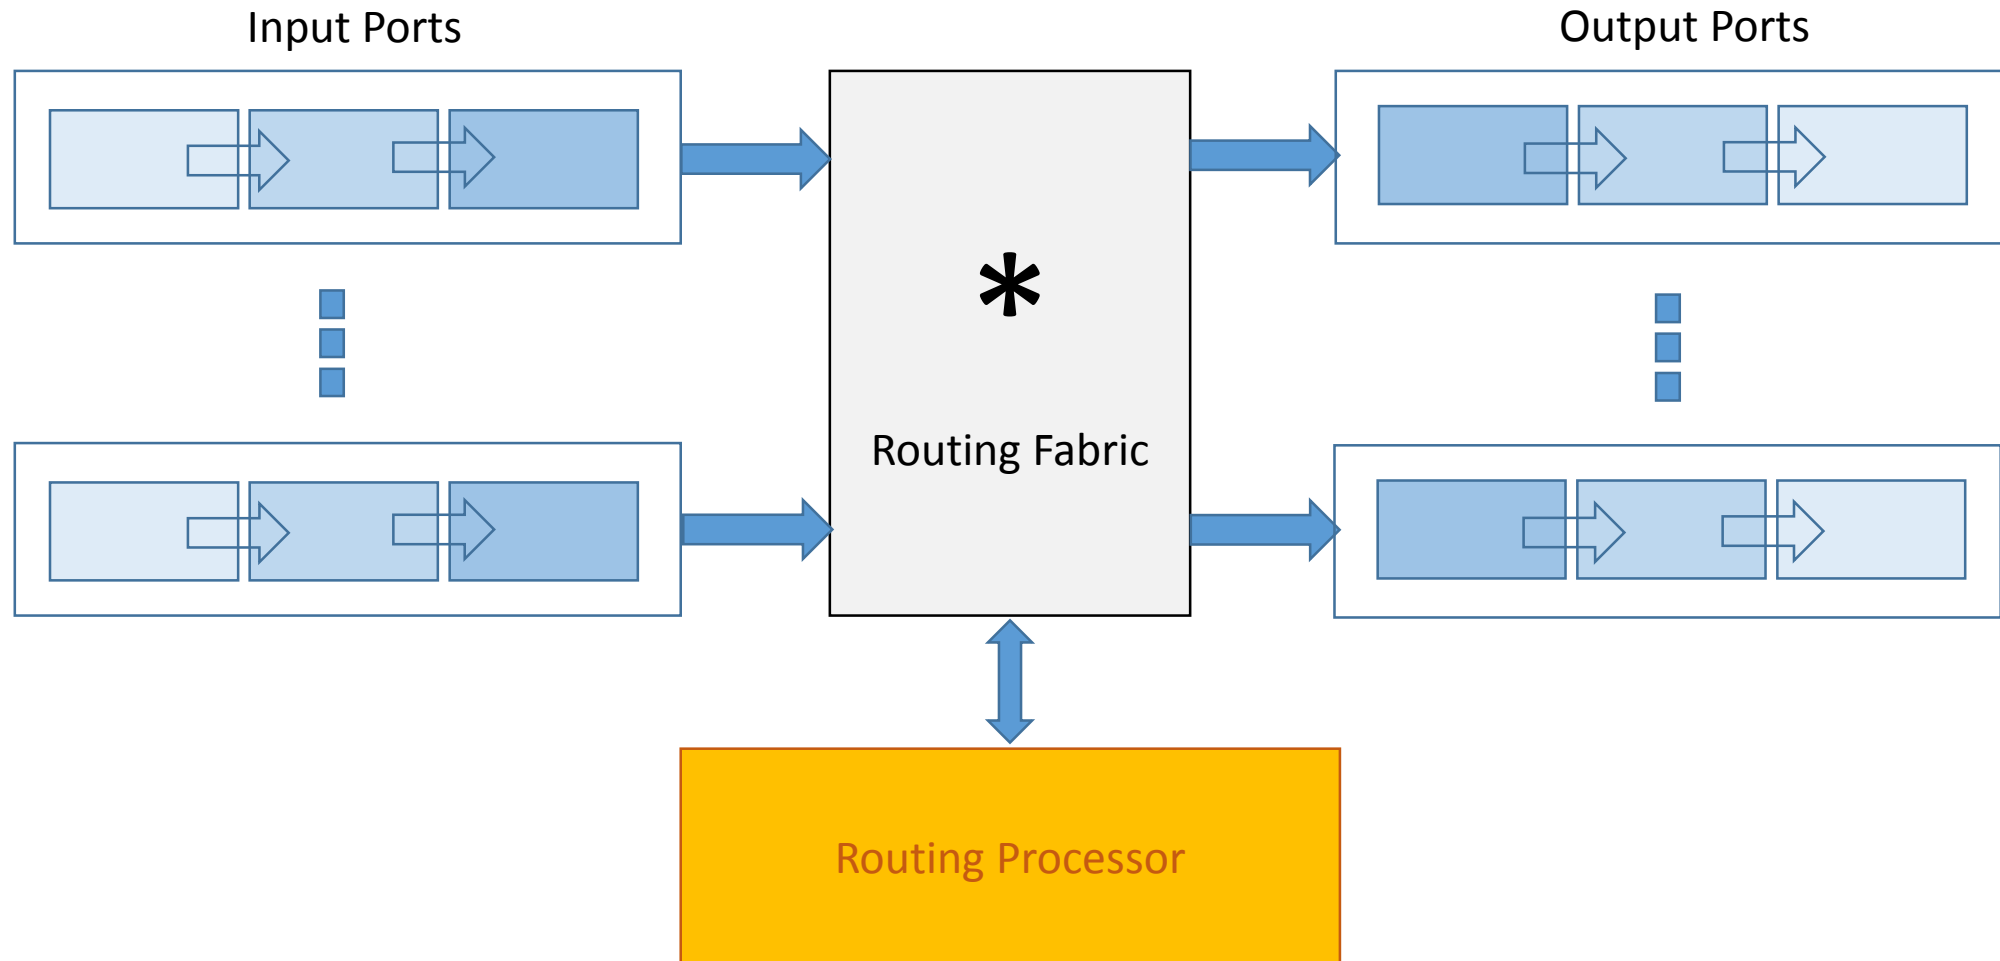 Input Ports
Output Ports
*
Routing Fabric
Routing Processor